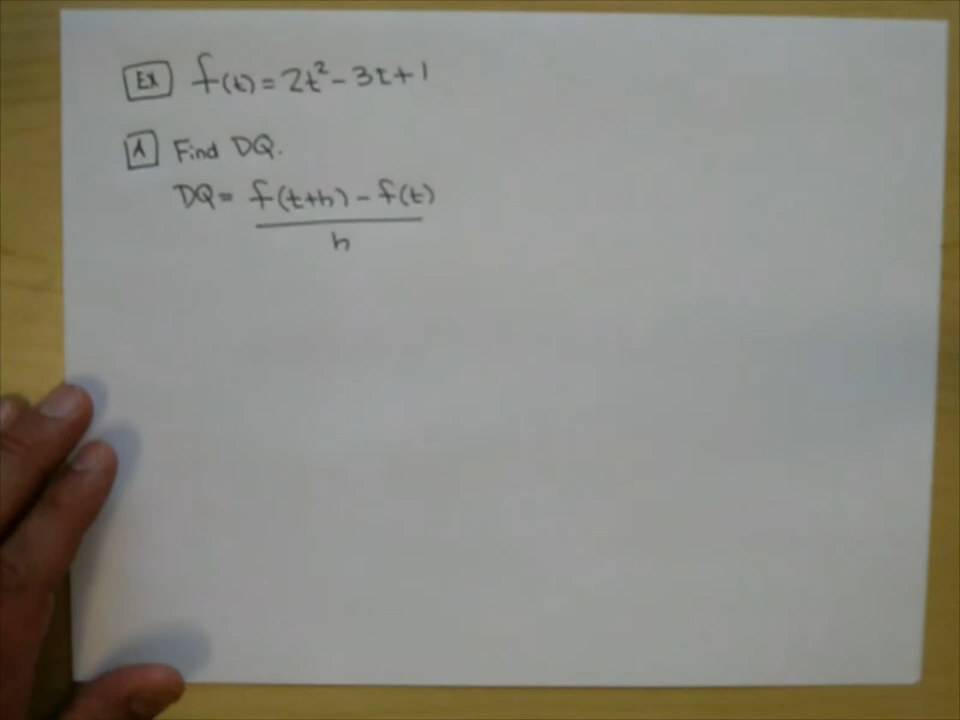 Ex f(t) = 2t² - 3t + 1
A Find DQ.
DQ = f(t+h) - f(t)
h